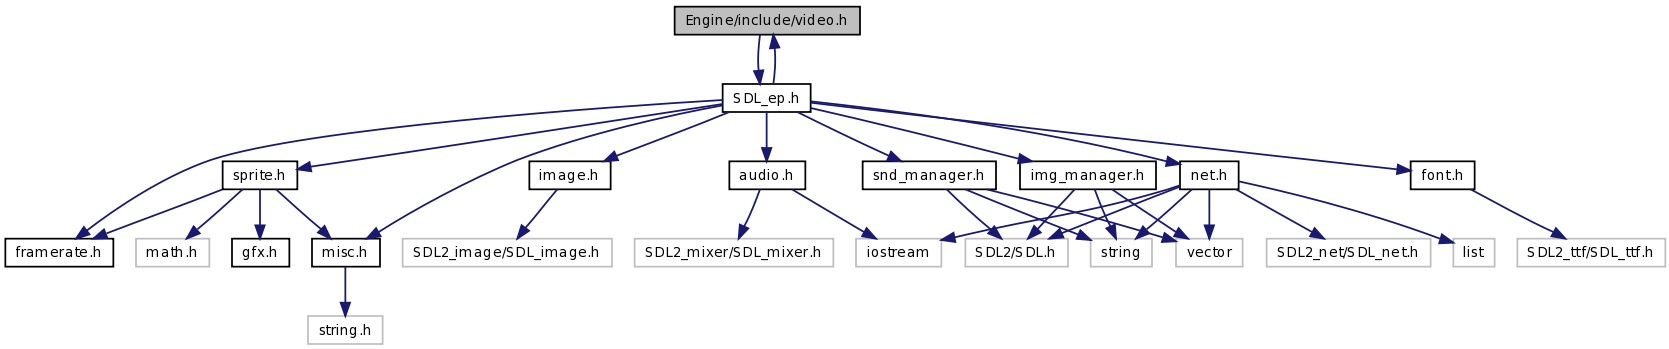 Engine/include/video.h
SDL_ep.h
sprite.h
image.h
audio.h
snd_manager.h
img_manager.h
net.h
font.h
framerate.h
math.h
gfx.h
misc.h
SDL2_image/SDL_image.h
SDL2_mixer/SDL_mixer.h
iostream
SDL2/SDL.h
string
vector
SDL2_net/SDL_net.h
list
SDL2_ttf/SDL_ttf.h
string.h